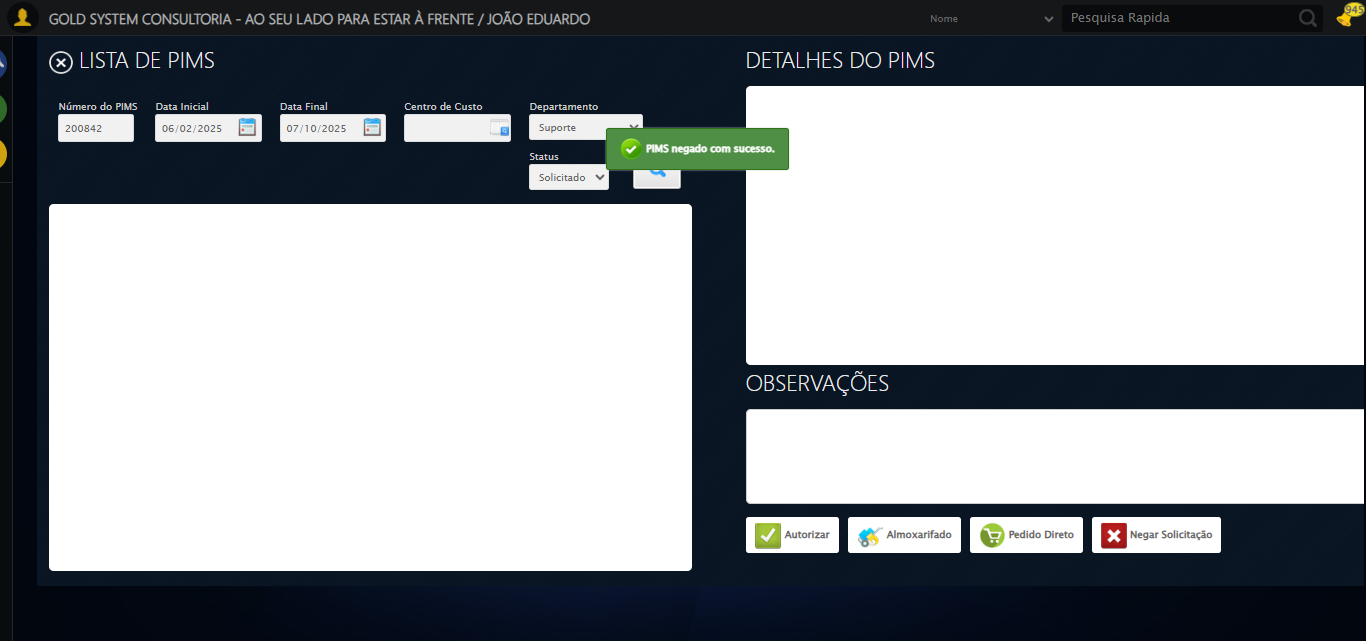 GOLD SYSTEM CONSULTORIA - AO SEU LADO PARA ESTAR À FRENTE / JOÃO EDUARDO
Nome
Pesquisa Rapida
945
LISTA DE PIMS
Número do PIMS
Data Inicial
Data Final
Centro de Custo
Departamento
200842
06/02/2025
07/10/2025
Suporte
Status
Solicitado
PIMS negado com sucesso.
DETALHES DO PIMS
OBSERVAÇÕES
Autorizar
Almoxarifado
Pedido Direto
Negar Solicitação